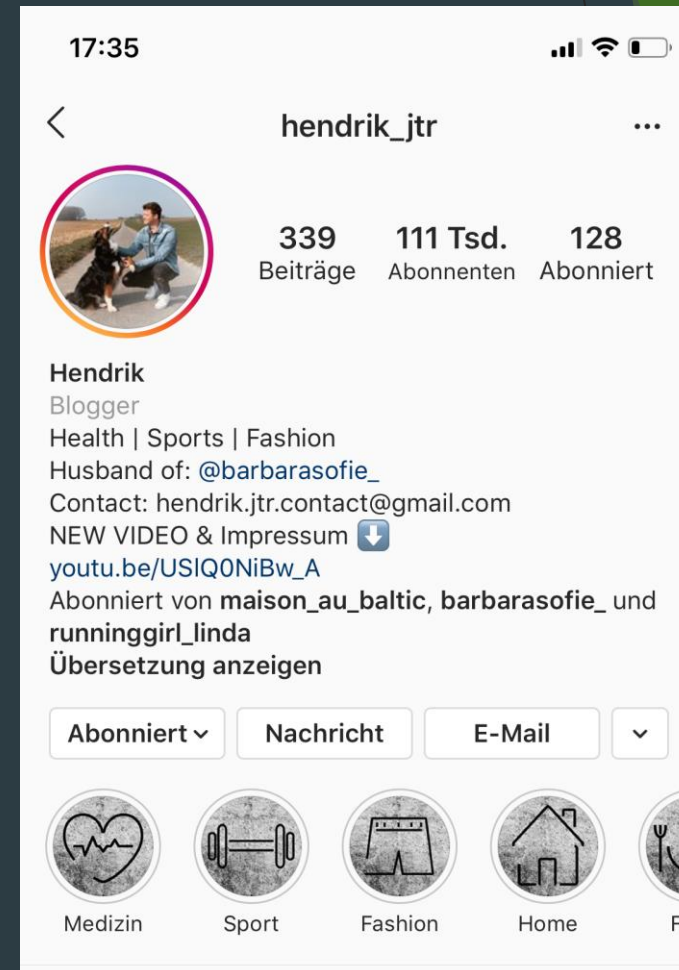 17:35
hendrik_jtr
339 111 Tsd. 128
Beiträge Abonnenten Abonniert
Hendrik
Blogger
Health | Sports | Fashion
Husband of: @barbarasofie_
Contact: hendrik.jtr.contact@gmail.com
NEW VIDEO & Impressum ⬇️
youtu.be/USlQ0NiBw_A
Abonniert von maison_au_baltic, barbarasofie_ und
runninggirl_linda
Übersetzung anzeigen
Abonniert Nachricht E-Mail
Medizin Sport Fashion Home